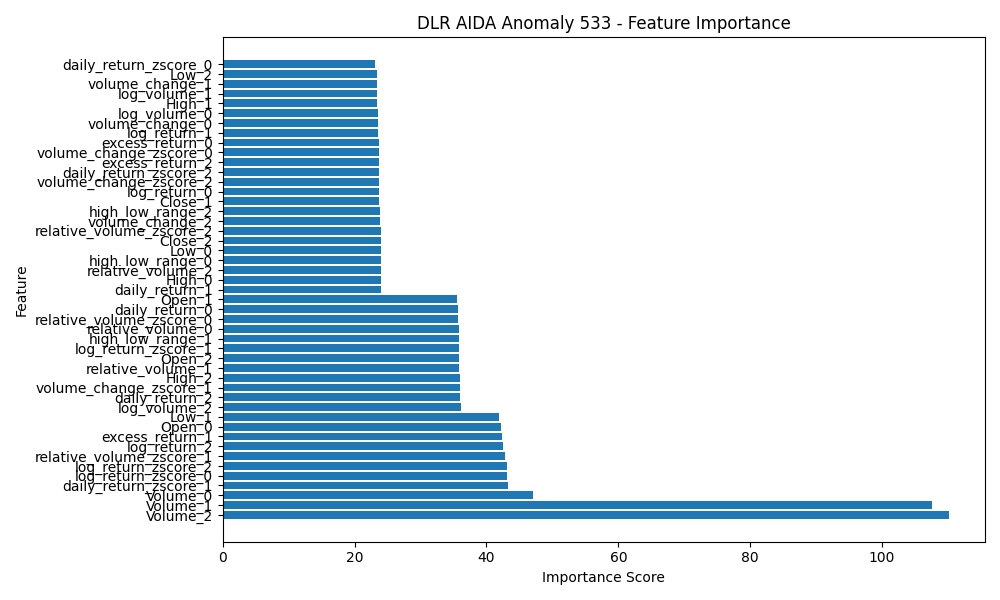 DLR AIDA Anomaly 533 - Feature Importance
daily_return_zscore_0
Low_2
volume_change_1
log_volume_1
High_1
log_volume_0
volume_change_0
log_return_1
excess_return_0
volume_change_zscore_0
excess_return_2
daily_return_zscore_2
volume_change_zscore_2
log_return_0
Close_1
high_low_range_2
volume_change_2
relative_volume_zscore_2
Close_2
Low_0
high_low_range_0
relative_volume_2
High_0
daily_return_1
Open_1
daily_return_0
relative_volume_zscore_0
relative_volume_0
high_low_range_1
log_return_zscore_1
Open_2
relative_volume_1
High_2
volume_change_zscore_1
daily_return_2
log_volume_2
Low_1
Open_0
excess_return_1
log_return_2
relative_volume_zscore_1
log_return_zscore_2
log_return_zscore_0
daily_return_zscore_1
Volume_0
Volume_1
Volume_2
Feature
0 20 40 60 80 100
Importance Score